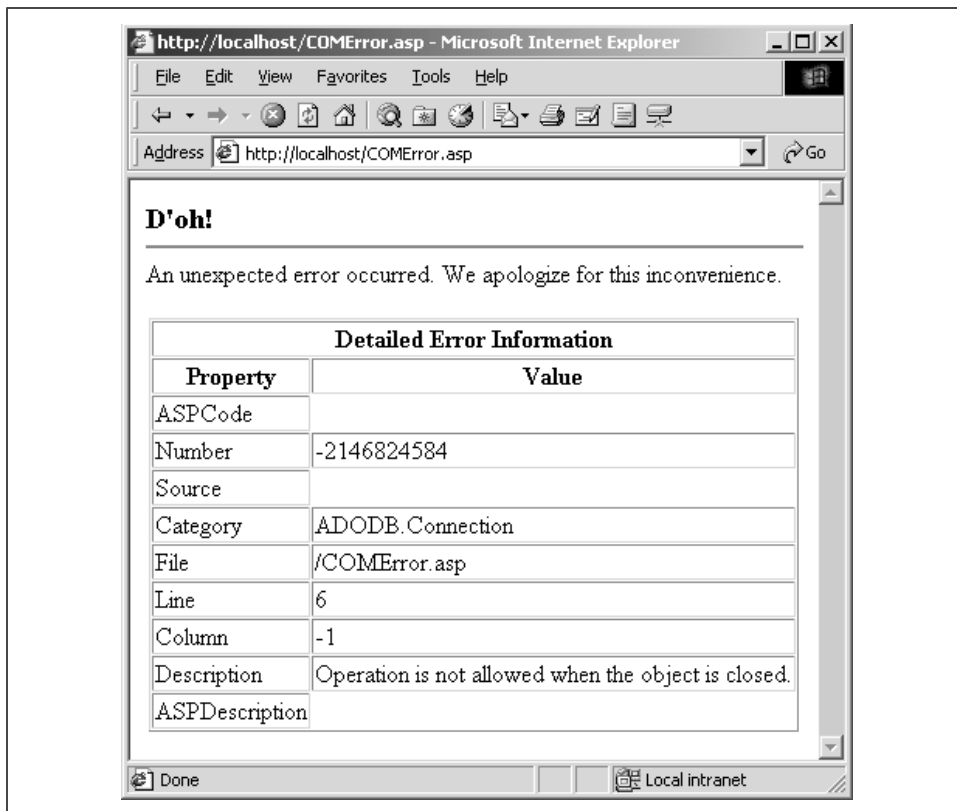 http://localhost/COMError.asp - Microsoft Internet Explorer
File Edit View Favorites Tools Help
Address http://localhost/COMError.asp Go
D'oh!
An unexpected error occurred. We apologize for this inconvenience.
Detailed Error Information
Property Value
ASPCode
Number -2146824584
Source
Category ADODB.Connection
File /COMError.asp
Line 6
Column -1
Description Operation is not allowed when the object is closed.
ASPDescription
Done Local intranet